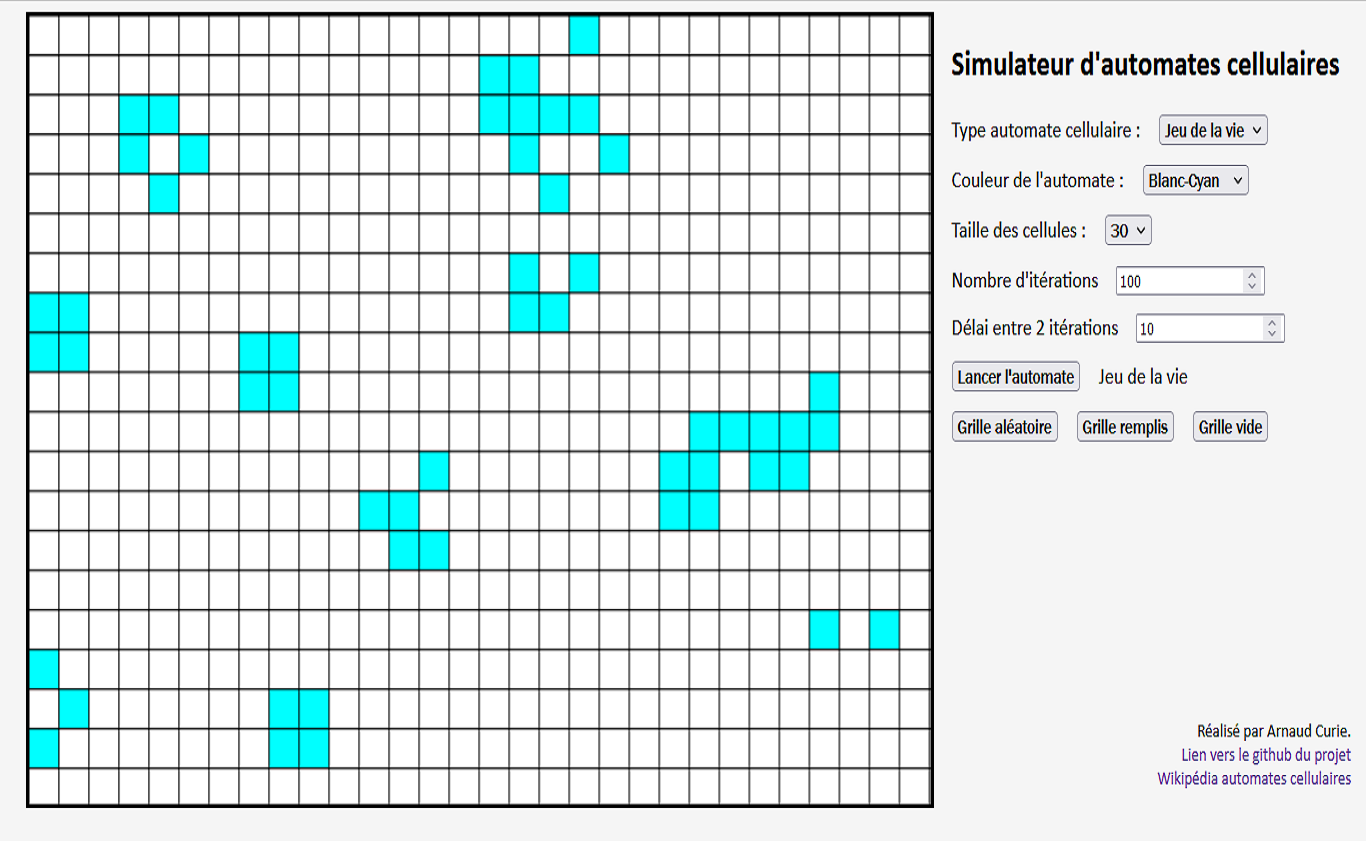 Simulateur d'automates cellulaires
Type automate cellulaire : Jeu de la vie
Couleur de l'automate : Blanc-Cyan
Taille des cellules : 30
Nombre d'itérations 100
Délai entre 2 itérations 10
Lancer l'automate Jeu de la vie
Grille aléatoire Grille remplis Grille vide
Réalisé par Arnaud Curie.
Lien vers le github du projet
Wikipédia automates cellulaires